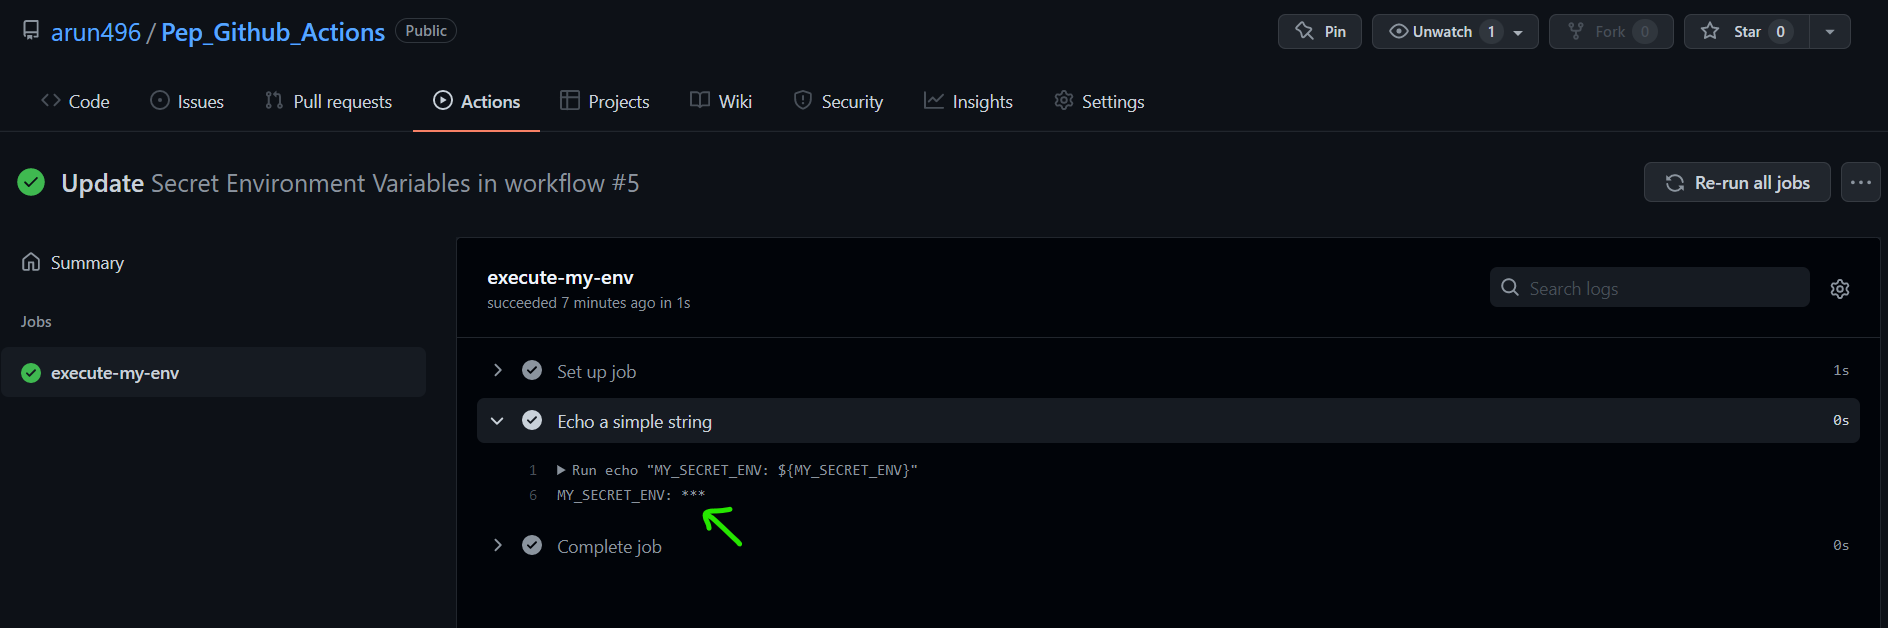 arun496 / Pep_Github_Actions Public
Pin
Unwatch 1
Fork 0
Star 0
Code
Issues
Pull requests
Actions
Projects
Wiki
Security
Insights
Settings
Update Secret Environment Variables in workflow #5
Re-run all jobs
Summary
Jobs
execute-my-env
execute-my-env
succeeded 7 minutes ago in 1s
Search logs
Set up job 1s
Echo a simple string 0s
1 Run echo "MY_SECRET_ENV: ${MY_SECRET_ENV}"
6 MY_SECRET_ENV: ***
Complete job 0s